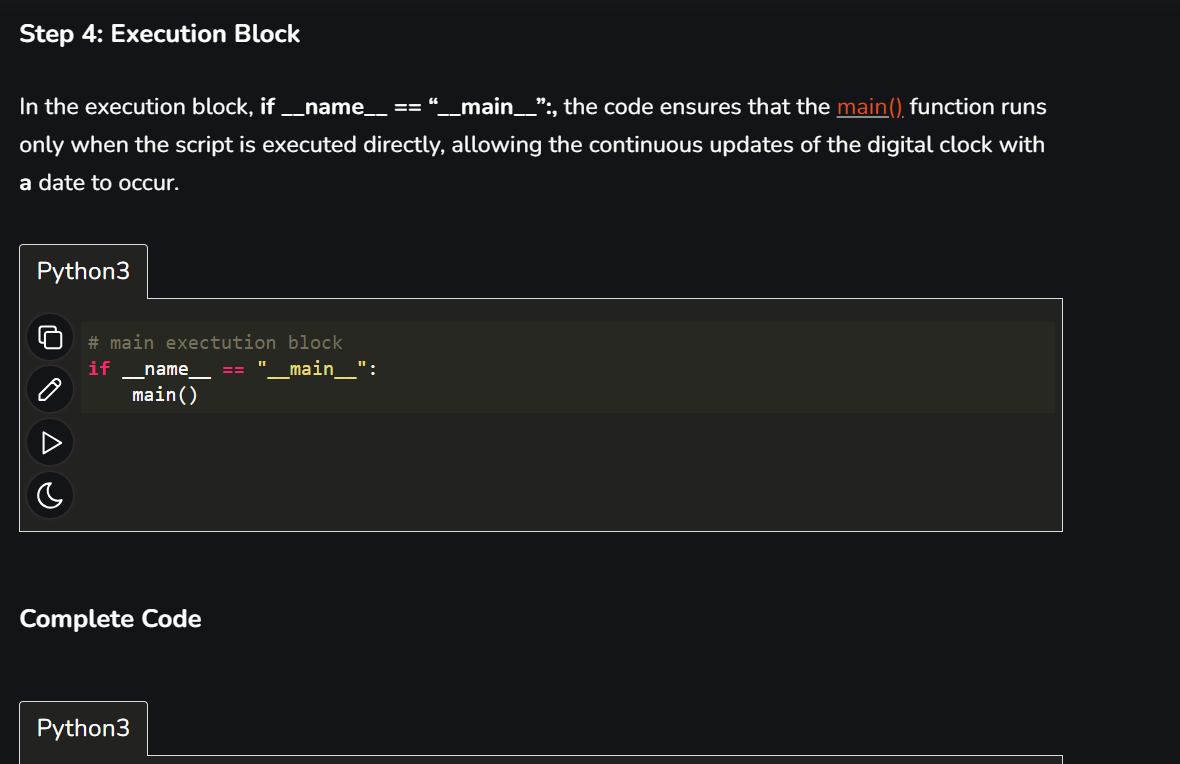 Step 4: Execution Block
In the execution block, if __name__ == “__main__”:, the code ensures that the main() function runs
only when the script is executed directly, allowing the continuous updates of the digital clock with
a date to occur.
Python3
# main exectution block
if __name__ == "__main__":
    main()
Complete Code
Python3